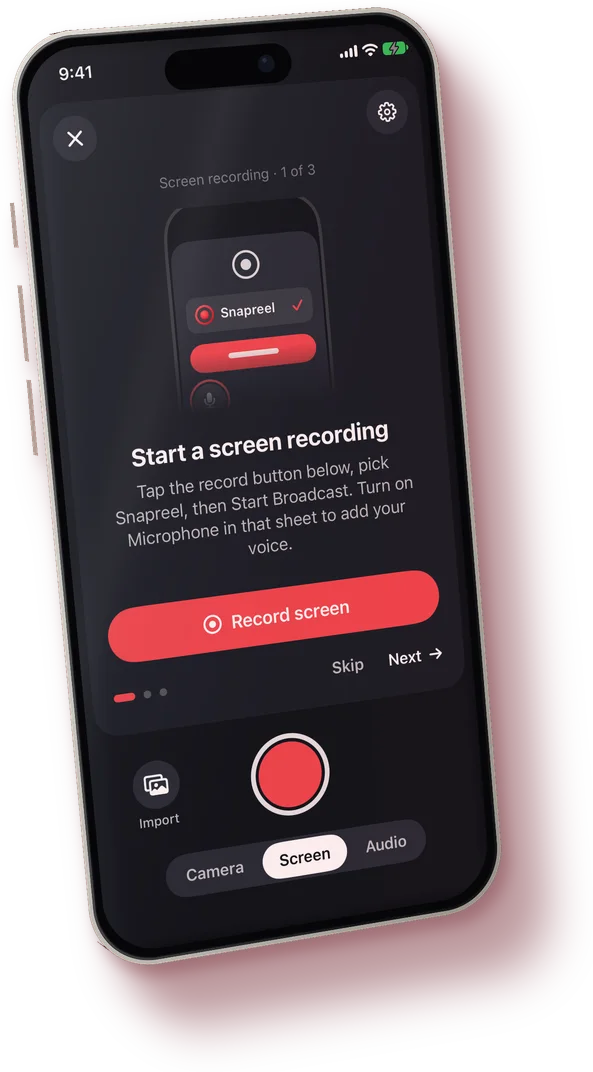 9:41
Screen recording · 1 of 3
Snapreel
Start a screen recording
Tap the record button below, pick
Snapreel, then Start Broadcast. Turn on
Microphone in that sheet to add your
voice.
Record screen
Skip
Next →
Import
Camera
Screen
Audio